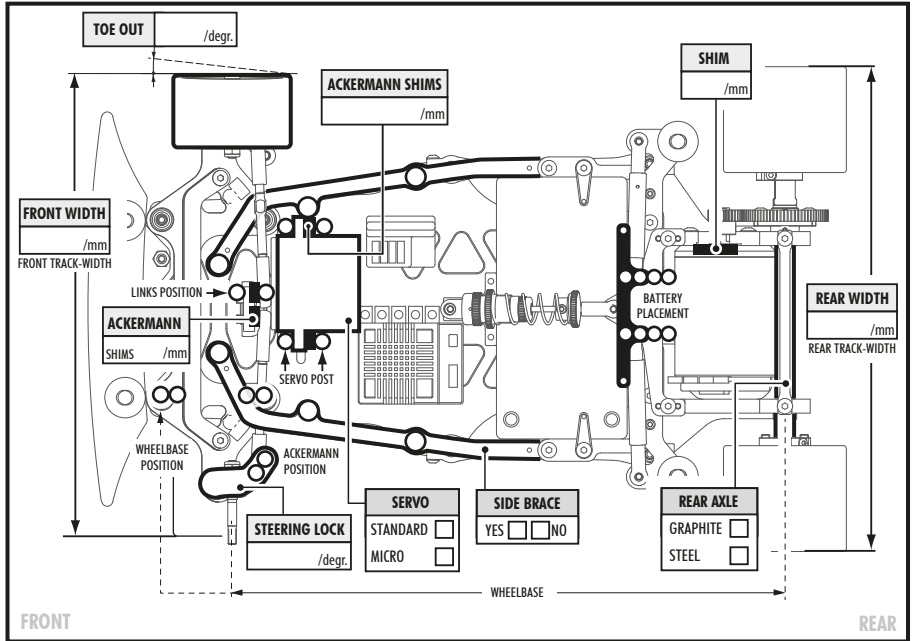 TOE OUT
/degr.
SHIM
/mm
ACKERMANN SHIMS
/mm
FRONT WIDTH
/mm
FRONT TRACK-WIDTH
LINKS POSITION
ACKERMANN
SHIMS /mm
SERVO POST
BATTERY
PLACEMENT
REAR WIDTH
/mm
REAR TRACK-WIDTH
WHEELBASE
POSITION
ACKERMANN
POSITION
STEERING LOCK
/degr.
SERVO
STANDARD
MICRO
SIDE BRACE
YES NO
REAR AXLE
GRAPHITE
STEEL
WHEELBASE
FRONT
REAR